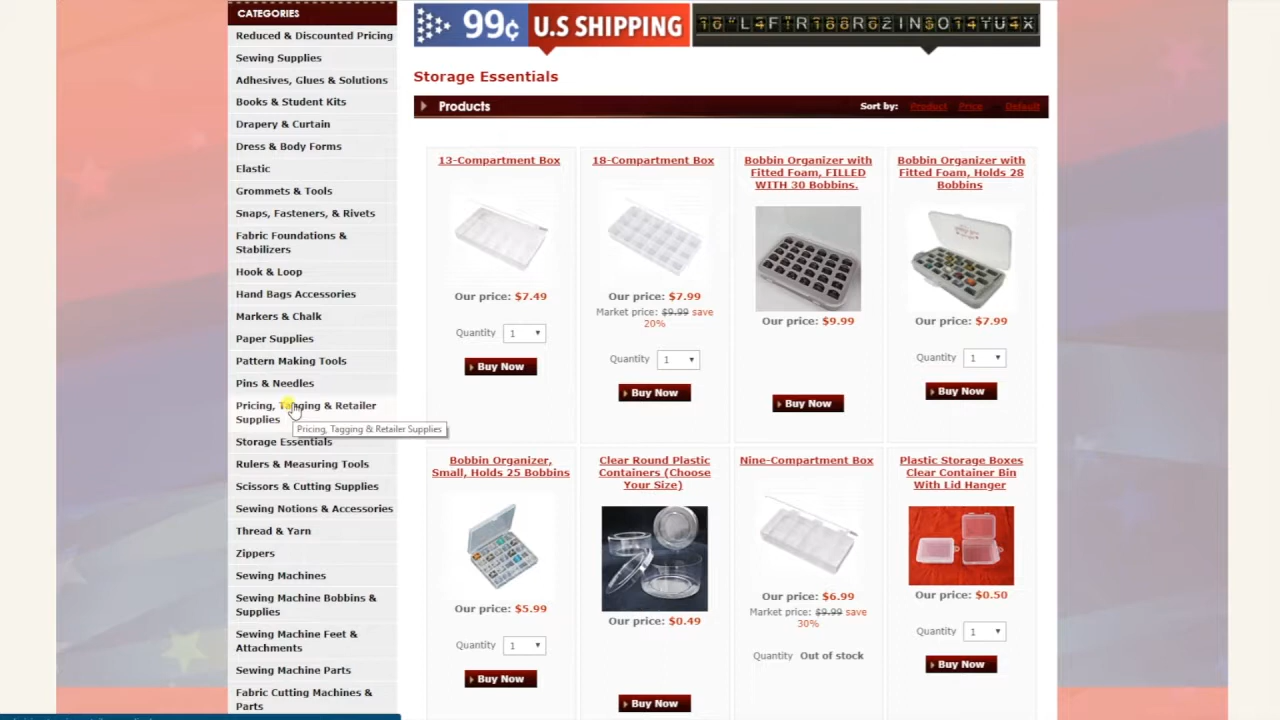 CATEGORIES
Reduced & Discounted Pricing
Sewing Supplies
Adhesives, Glues & Solutions
Books & Student Kits
Drapery & Curtain
Dress & Body Forms
Elastic
Grommets & Tools
Snaps, Fasteners, & Rivets
Fabric Foundations &
Stabilizers
Hook & Loop
Hand Bags Accessories
Markers & Chalk
Paper Supplies
Pattern Making Tools
Pins & Needles
Pricing, Tagging & Retailer
Supplies
Pricing, Tagging & Retailer Supplies
Storage Essentials
Rulers & Measuring Tools
Scissors & Cutting Supplies
Sewing Notions & Accessories
Thread & Yarn
Zippers
Sewing Machines
Sewing Machine Bobbins &
Supplies
Sewing Machine Feet &
Attachments
Sewing Machine Parts
Fabric Cutting Machines &
Parts
99¢ U.S SHIPPING
Storage Essentials
Products
Sort by: Product Price Default
13-Compartment Box
Our price: $7.49
Quantity 1
Buy Now
18-Compartment Box
Our price: $7.99
Market price: $9.99 save
20%
Quantity 1
Buy Now
Bobbin Organizer with
Fitted Foam, FILLED
WITH 30 Bobbins.
Our price: $9.99
Buy Now
Bobbin Organizer with
Fitted Foam, Holds 28
Bobbins
Our price: $7.99
Quantity 1
Buy Now
Bobbin Organizer,
Small, Holds 25 Bobbins
Our price: $5.99
Quantity 1
Buy Now
Clear Round Plastic
Containers (Choose
Your Size)
Our price: $0.49
Buy Now
Nine-Compartment Box
Our price: $6.99
Market price: $9.99 save
30%
Quantity Out of stock
Plastic Storage Boxes
Clear Container Bin
With Lid Hanger
Our price: $0.50
Quantity 1
Buy Now